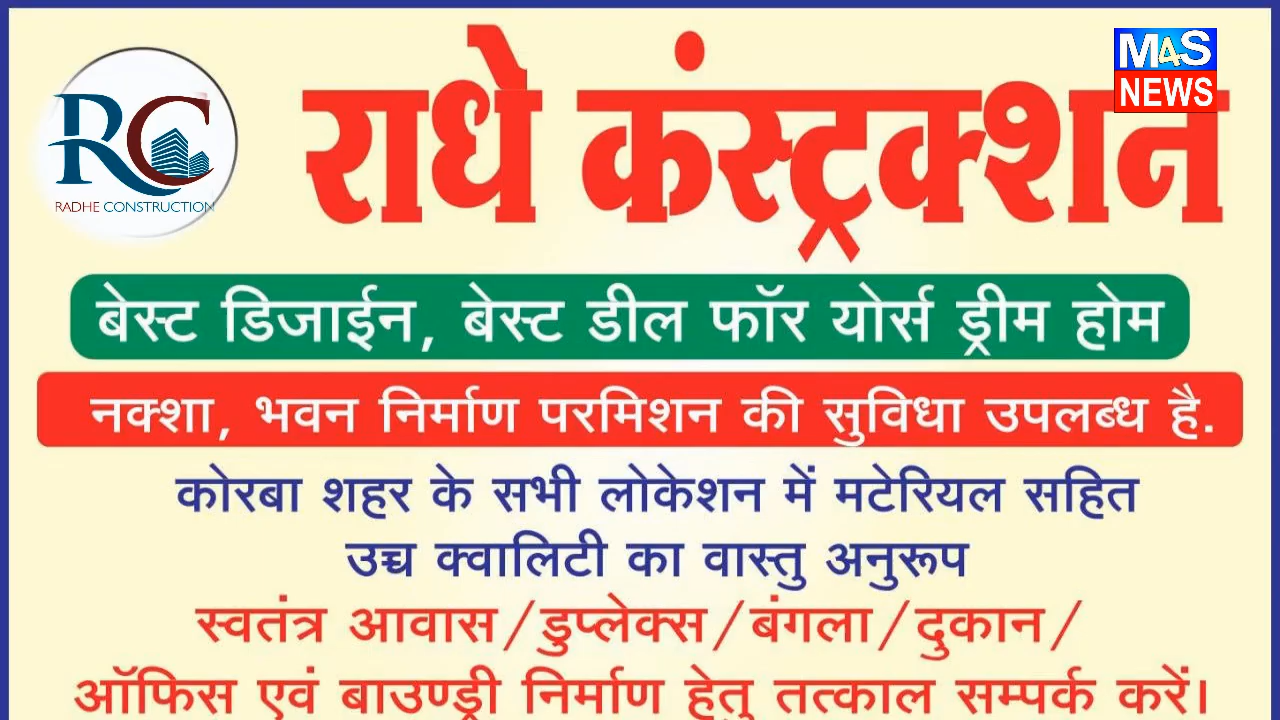 RC
RADHE CONSTRUCTION
राधे कंस्ट्रक्शन
M4S
NEWS
बेस्ट डिजाईन, बेस्ट डील फॉर योर्स ड्रीम होम
नक्शा, भवन निर्माण परमिशन की सुविधा उपलब्ध है.
कोरबा शहर के सभी लोकेशन में मटेरियल सहित
उच्च क्वालिटी का वास्तु अनुरूप
स्वतंत्र आवास/डुप्लेक्स/बंगला/दुकान/
ऑफिस एवं बाउण्ड्री निर्माण हेतु तत्काल सम्पर्क करें।